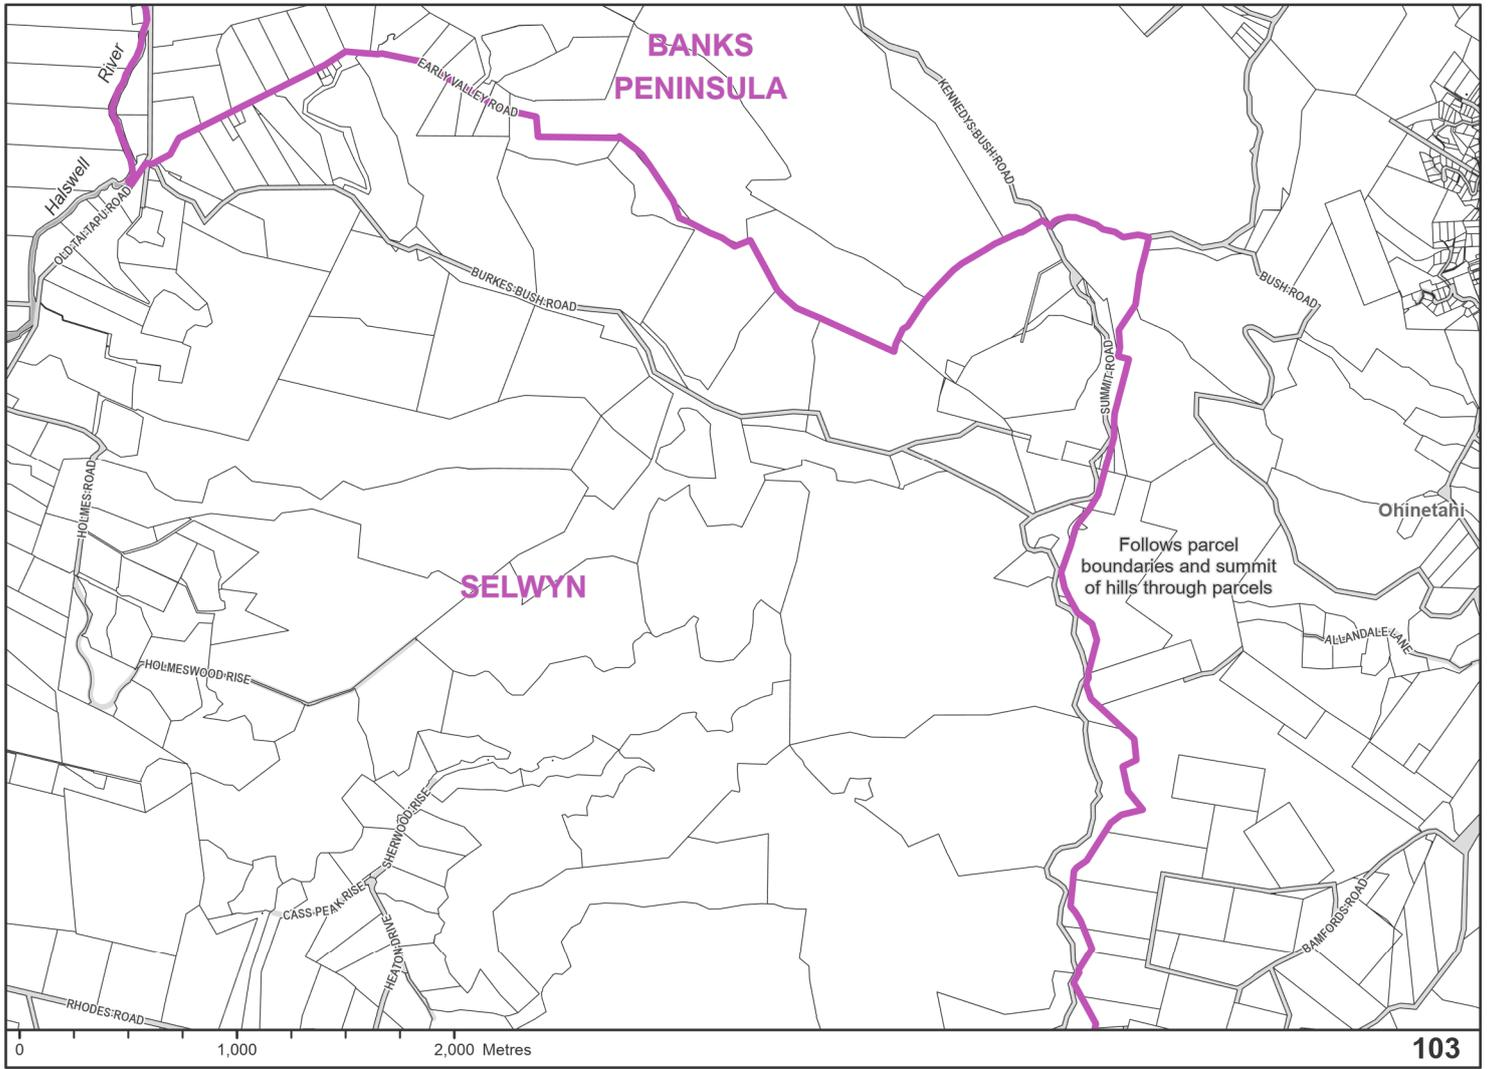 BANKS
PENINSULA
River
EARLY VALLEY ROAD
KENNEDYS BUSH ROAD
Halswell
OLD TAI TAPU ROAD
BURKES BUSH ROAD
BUSH ROAD
SUMMIT ROAD
HOLMES ROAD
Ohinetahi
Follows parcel
boundaries and summit
of hills through parcels
SELWYN
ALLANDALE LANE
HOLMESWOOD RISE
SHERWOOD RISE
CASS PEAK RISE
BAMFORDS ROAD
HEATON DRIVE
RHODES ROAD
0 1,000 2,000 Metres
103